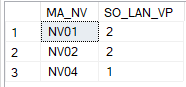 MA_NV SO_LAN_VP
1 NV01 2
2 NV02 2
3 NV04 1